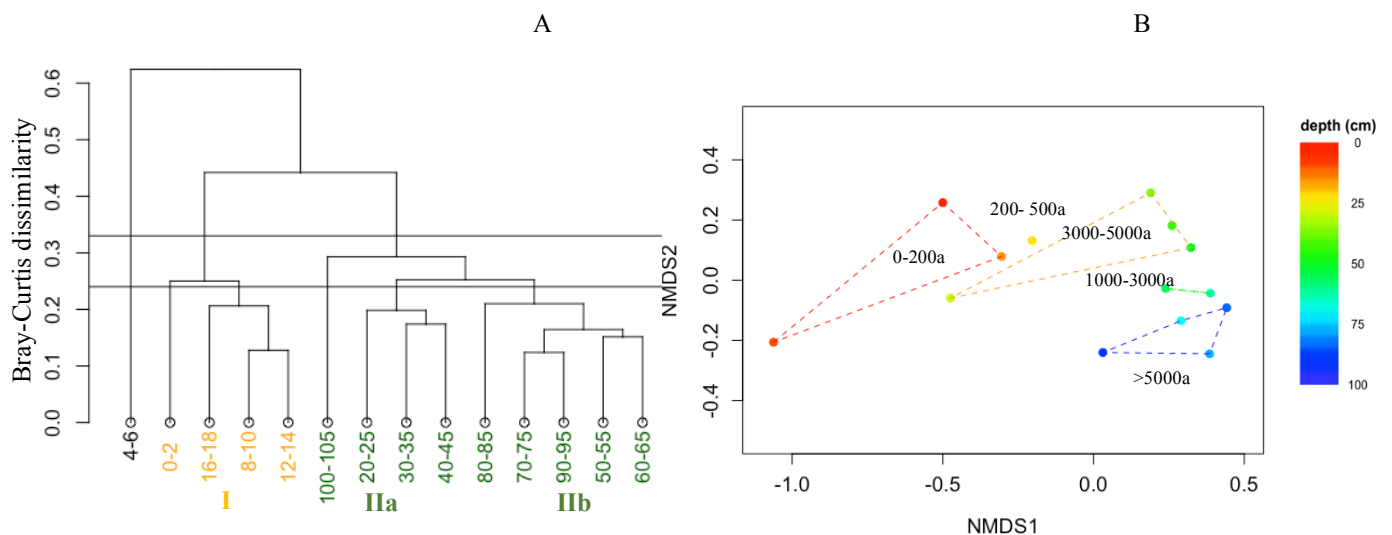 A
B
Bray-Curtis dissimilarity
0.6
0.5
0.4
0.3
0.2
0.1
0.0
4-6
0-2
16-18
8-10
12-14
100-105
20-25
30-35
40-45
80-85
70-75
90-95
50-55
60-65
I
IIa
IIb
NMDS2
0.4
0.2
0.0
-0.2
-0.4
200- 500a
3000-5000a
0-200a
1000-3000a
>5000a
-1.0
-0.5
0.0
0.5
NMDS1
depth (cm)
0
25
50
75
100